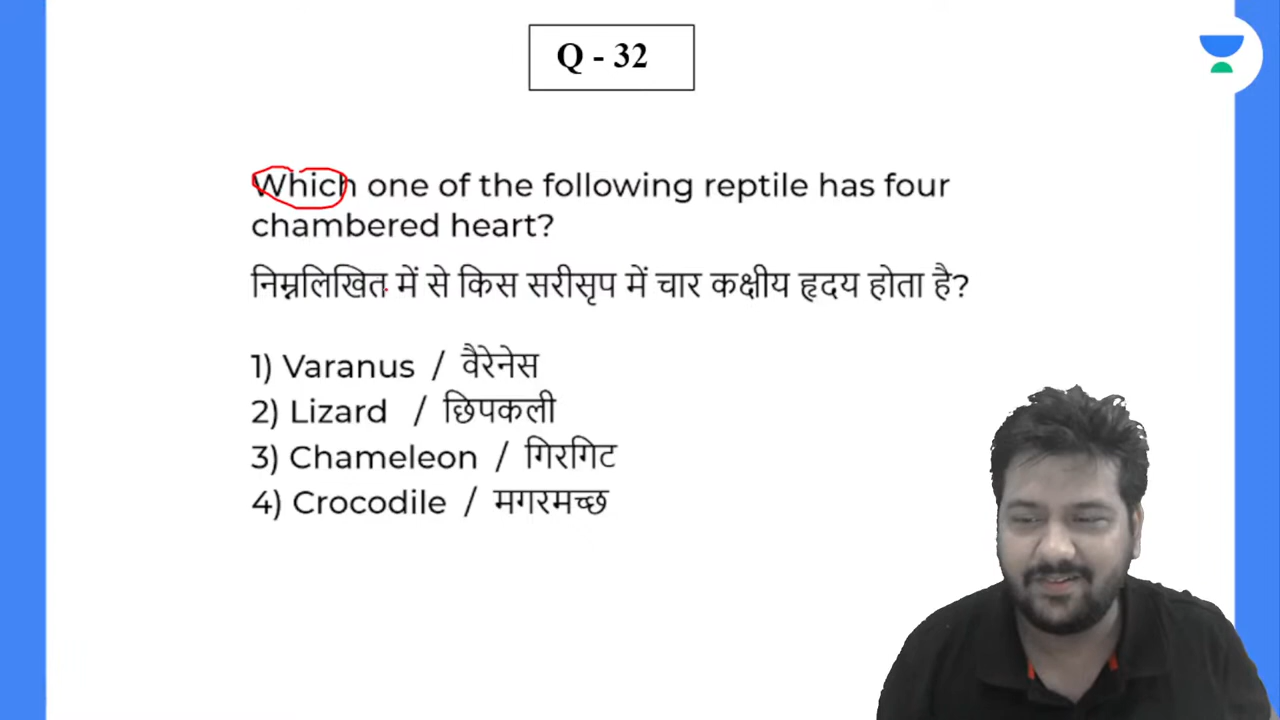 Q - 32
Which one of the following reptile has four
chambered heart?
निम्नलिखित में से किस सरीसृप में चार कक्षीय हृदय होता है?
1) Varanus / वैरेनेस
2) Lizard / छिपकली
3) Chameleon / गिरगिट
4) Crocodile / मगरमच्छ